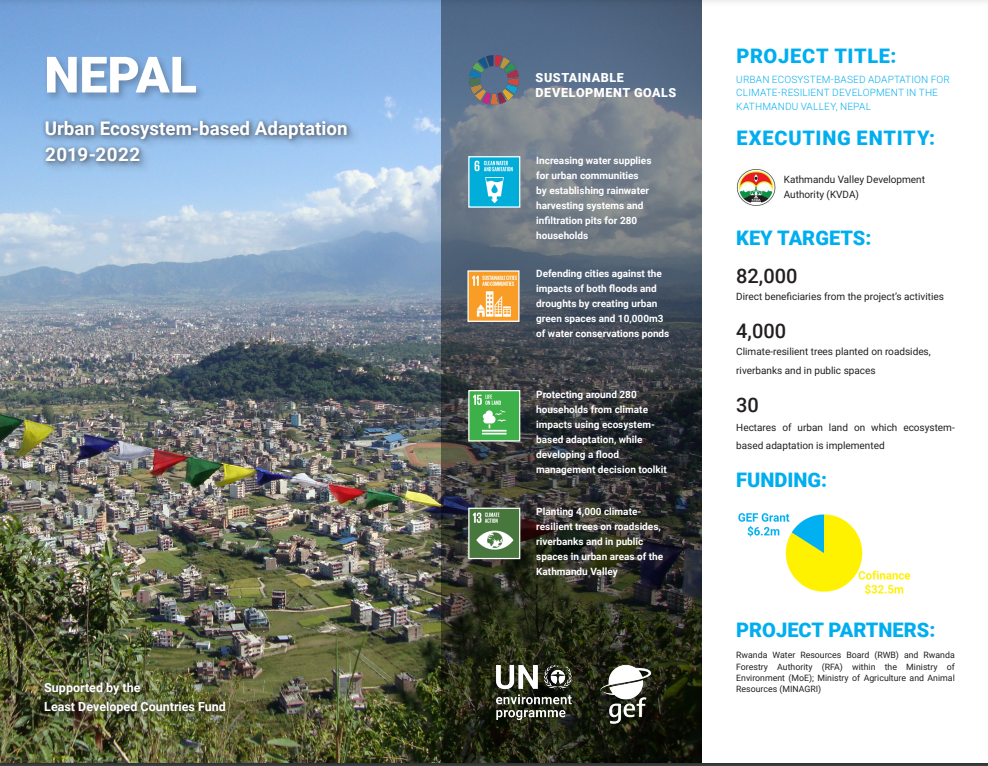 NEPAL
Urban Ecosystem-based Adaptation
2019-2022
Supported by the
Least Developed Countries Fund
SUSTAINABLE
DEVELOPMENT GOALS
6 CLEAN WATER
AND SANITATION
Increasing water supplies
for urban communities
by establishing rainwater
harvesting systems and
infiltration pits for 280
households
11 SUSTAINABLE CITIES
AND COMMUNITIES
Defending cities against the
impacts of both floods and
droughts by creating urban
green spaces and 10,000m3
of water conservations ponds
15 LIFE
ON LAND
Protecting around 280
households from climate
impacts using ecosystem-
based adaptation, while
developing a flood
management decision toolkit
13 CLIMATE
ACTION
Planting 4,000 climate-
resilient trees on roadsides,
riverbanks and in public
spaces in urban areas of the
Kathmandu Valley
UN
environment
programme
gef
PROJECT TITLE:
URBAN ECOSYSTEM-BASED ADAPTATION FOR
CLIMATE-RESILIENT DEVELOPMENT IN THE
KATHMANDU VALLEY, NEPAL
EXECUTING ENTITY:
Kathmandu Valley Development
Authority (KVDA)
KEY TARGETS:
82,000
Direct beneficiaries from the project's activities
4,000
Climate-resilient trees planted on roadsides,
riverbanks and in public spaces
30
Hectares of urban land on which ecosystem-
based adaptation is implemented
FUNDING:
GEF Grant
$6.2m
Cofinance
$32.5m
PROJECT PARTNERS:
Rwanda Water Resources Board (RWB) and Rwanda
Forestry Authority (RFA) within the Ministry of
Environment (MoE); Ministry of Agriculture and Animal
Resources (MINAGRI)